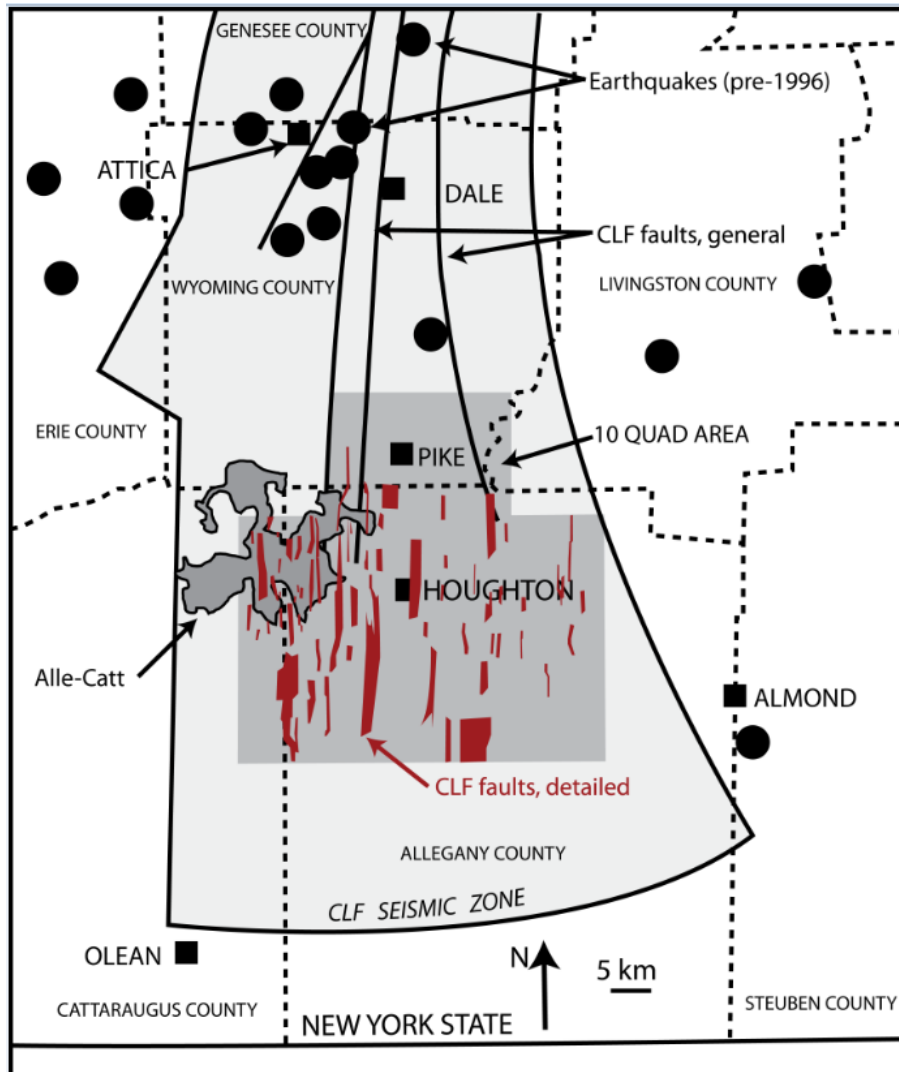 GENESEE COUNTY
Earthquakes (pre-1996)
ATTICA
DALE
CLF faults, general
WYOMING COUNTY
LIVINGSTON COUNTY
ERIE COUNTY
10 QUAD AREA
PIKE
HOUGHTON
Alle-Catt
ALMOND
CLF faults, detailed
ALLEGANY COUNTY
CLF SEISMIC ZONE
OLEAN
N
5 km
CATTARAUGUS COUNTY
STEUBEN COUNTY
NEW YORK STATE